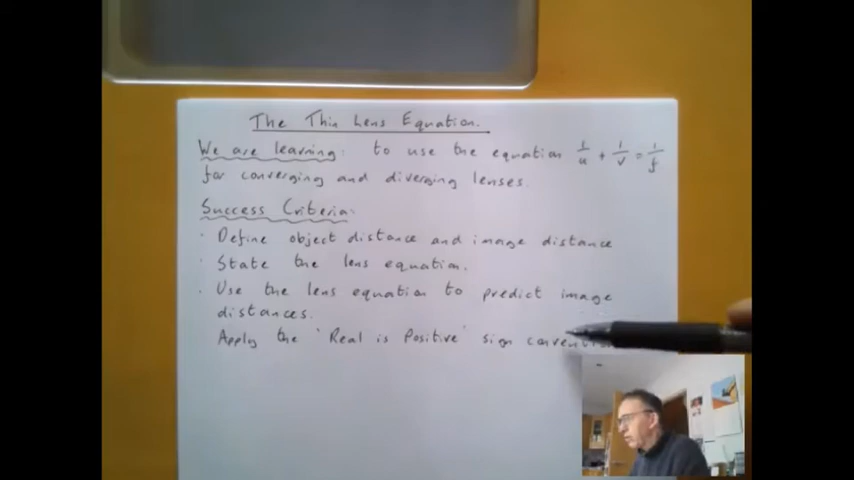 The Thin Lens Equation.
We are learning: to use the equation 1/u + 1/v = 1/f
for converging and diverging lenses.
Success Criteria:
· Define object distance and image distance
· State the lens equation.
· Use the lens equation to predict image
distances.
Apply the 'Real is Positive' sign